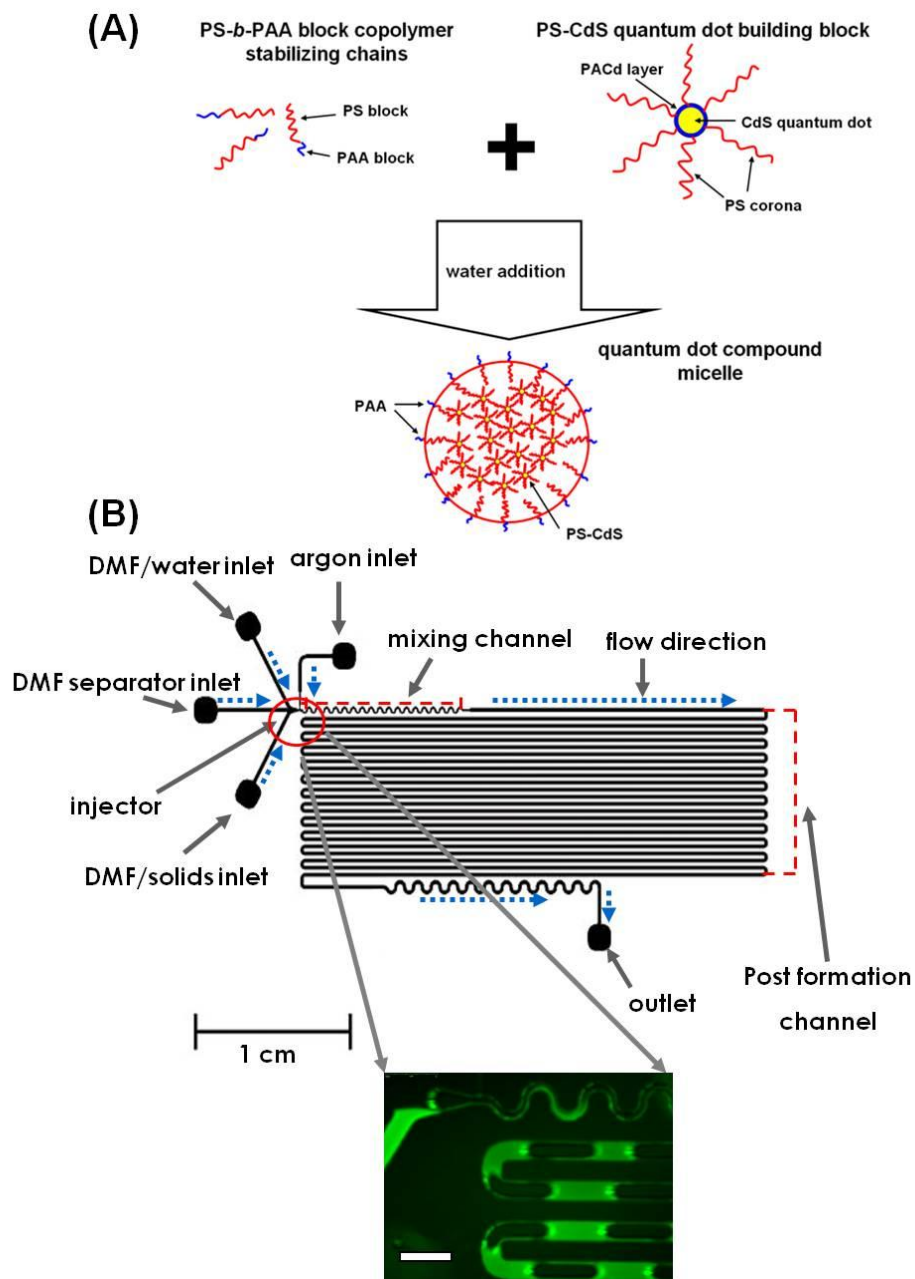 (A)
PS-b-PAA block copolymer
stabilizing chains
PS block
PAA block
PS-CdS quantum dot building block
PACd layer
CdS quantum dot
PS corona
water addition
quantum dot compound
micelle
PAA
PS-CdS
(B)
DMF/water inlet
argon inlet
mixing channel
flow direction
DMF separator inlet
injector
DMF/solids inlet
outlet
Post formation
channel
1 cm